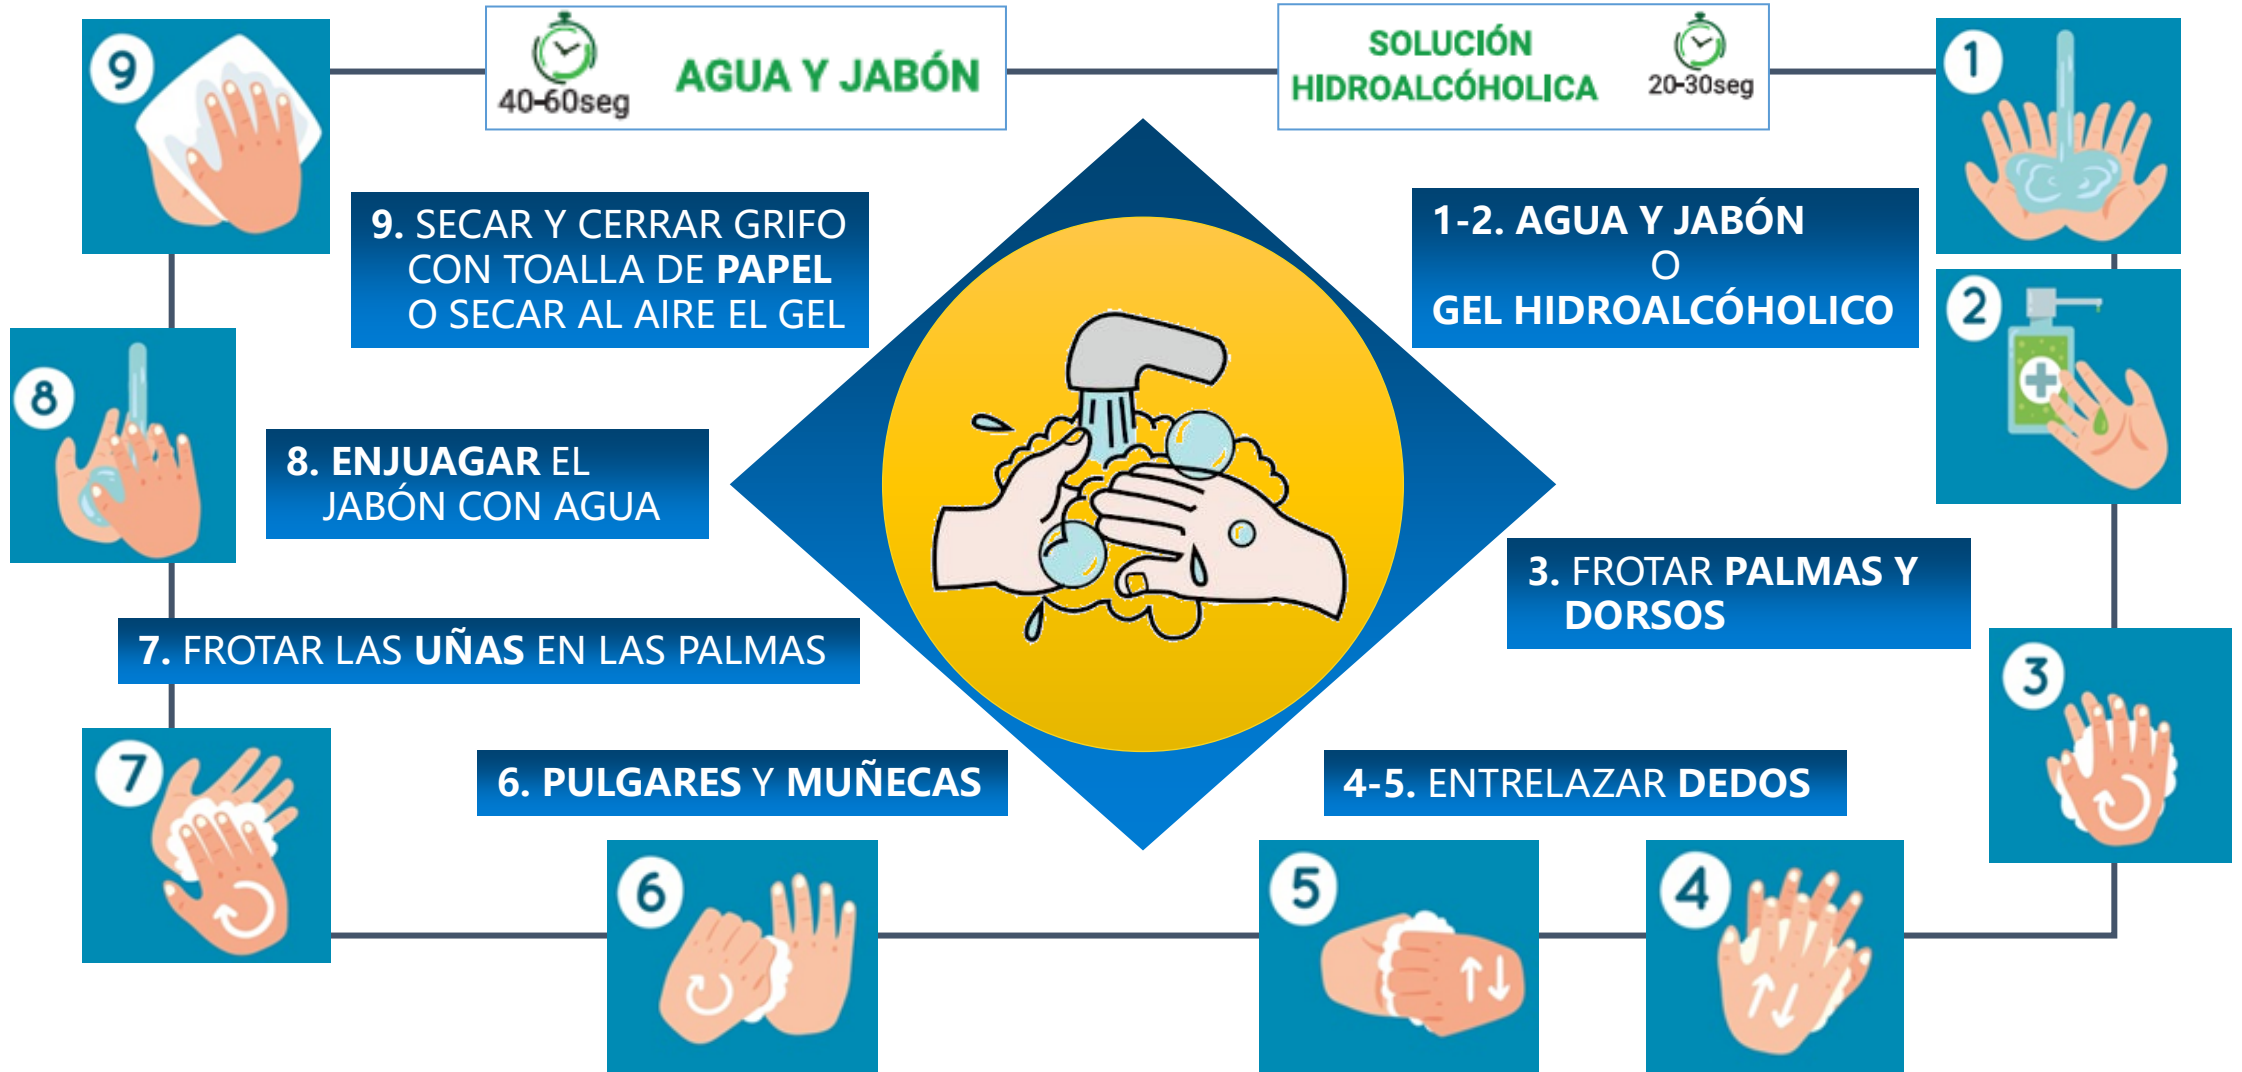 40-60seg
AGUA Y JABÓN
SOLUCIÓN
HIDROALCÓHOLICA
20-30seg
1
1-2. AGUA Y JABÓN
O
GEL HIDROALCÓHOLICO
2
3. FROTAR PALMAS Y
DORSOS
3
4-5. ENTRELAZAR DEDOS
4
5
6. PULGARES Y MUÑECAS
6
7. FROTAR LAS UÑAS EN LAS PALMAS
7
8. ENJUAGAR EL
JABÓN CON AGUA
8
9. SECAR Y CERRAR GRIFO
CON TOALLA DE PAPEL
O SECAR AL AIRE EL GEL
9